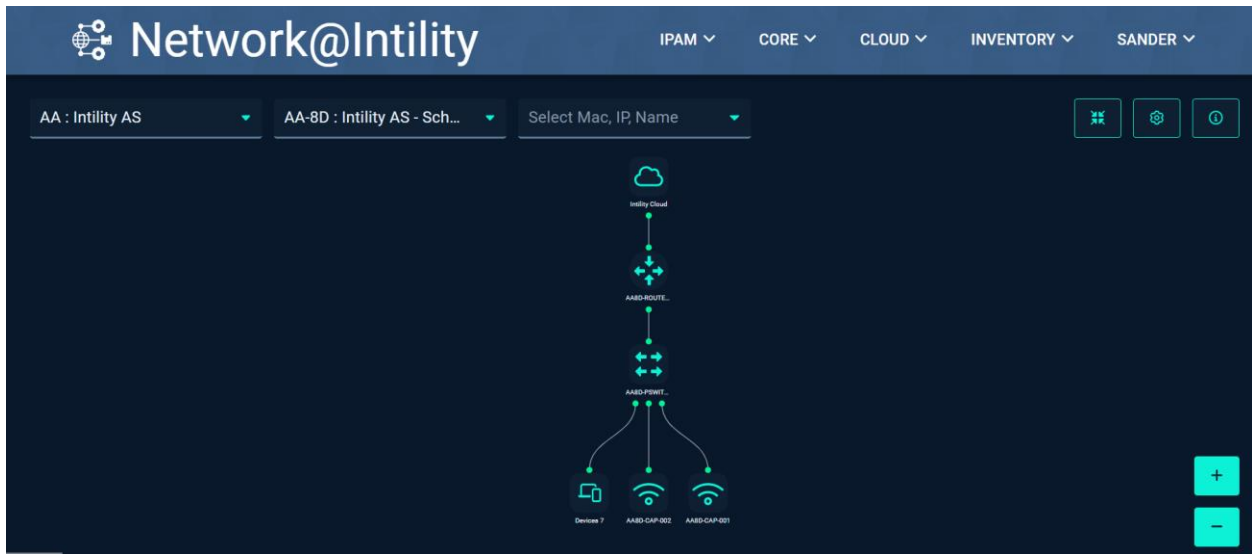 Network@Intility
IPAM CORE CLOUD INVENTORY SANDER
AA : Intility AS
AA-8D : Intility AS - Sch...
Select Mac, IP, Name
Intility Cloud
AA8D-ROUTE...
AA8D-PSWIT...
Devices 7
AA8D-CAP-002
AA8D-CAP-001
+
−